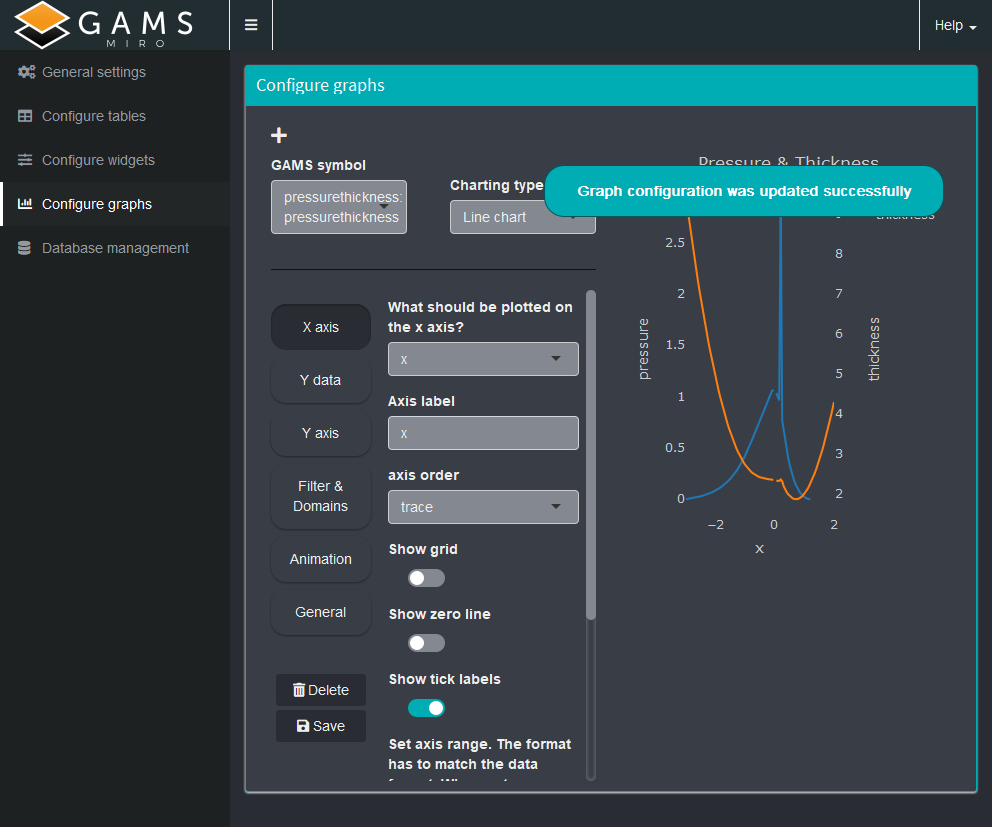 GAMS
MIRO
Help
General settings
Configure tables
Configure widgets
Configure graphs
Database management
Configure graphs
GAMS symbol
pressurethickness:
pressurethickness
Charting type
Line chart
Pressure & Thickness
Graph configuration was updated successfully
thickness
X axis
Y data
Y axis
Filter &
Domains
Animation
General
Delete
Save
What should be plotted on
the x axis?
x
Axis label
x
axis order
trace
Show grid
Show zero line
Show tick labels
Set axis range. The format
has to match the data
pressure
2.5
2
1.5
1
0.5
0
−2
0
2
x
8
7
6
5
4
3
2
thickness